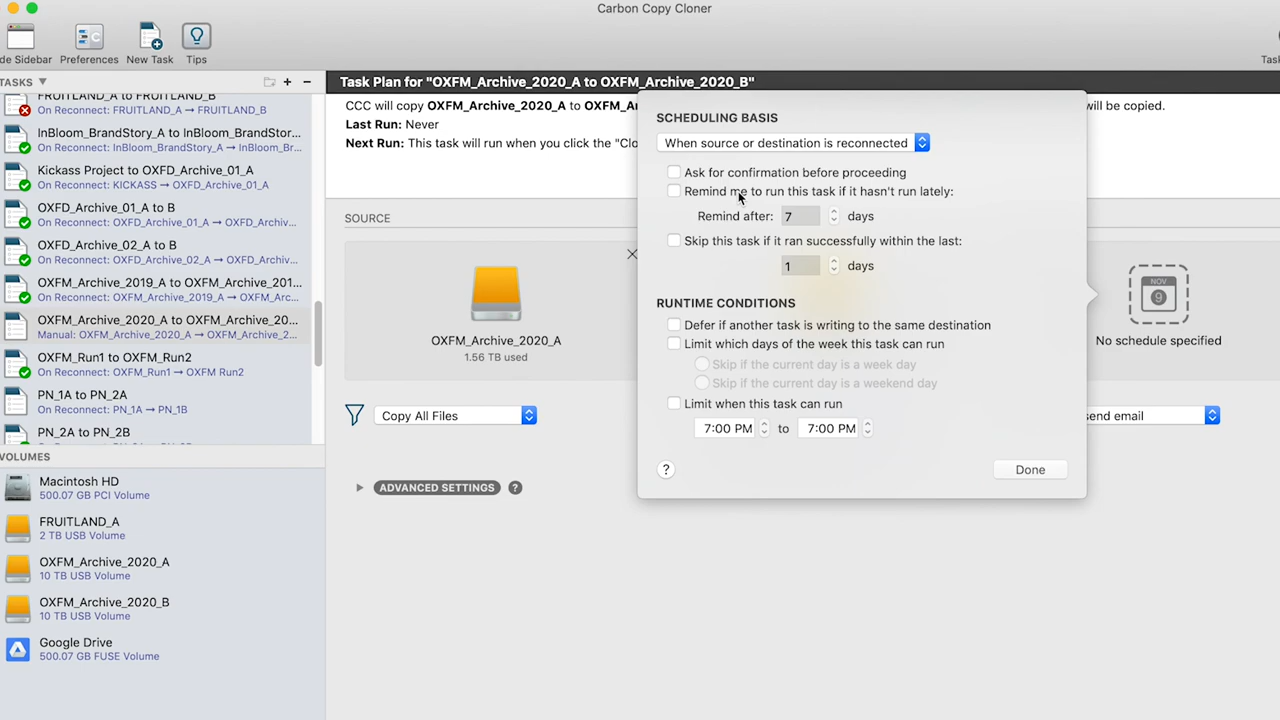 Carbon Copy Cloner
de Sidebar
Preferences
New Task
Tips
Task
TASKS
Task Plan for "OXFM_Archive_2020_A to OXFM_Archive_2020_B"
FRUITLAND_A to FRUITLAND_B
On Reconnect: FRUITLAND_A → FRUITLAND_B
InBloom_BrandStory_A to InBloom_BrandStor...
On Reconnect: InBloom_BrandStory_A → InBloom_Br...
Kickass Project to OXFD_Archive_01_A
On Reconnect: KICKASS → OXFD_Archive_01_A
OXFD_Archive_01_A to B
On Reconnect: OXFD_Archive_01_A → OXFD_Archiv...
OXFD_Archive_02_A to B
On Reconnect: OXFD_Archive_02_A → OXFD_Archiv...
OXFM_Archive_2019_A to OXFM_Archive_201...
On Reconnect: OXFM_Archive_2019_A → OXFM_Arc...
OXFM_Archive_2020_A to OXFM_Archive_20...
Manual: OXFM_Archive_2020_A → OXFM_Archive_2...
OXFM_Run1 to OXFM_Run2
On Reconnect: OXFM_Run1 → OXFM Run2
PN_1A to PN_2A
On Reconnect: PN_1A → PN_1B
PN_2A to PN_2B
VOLUMES
Macintosh HD
500.07 GB PCI Volume
FRUITLAND_A
2 TB USB Volume
OXFM_Archive_2020_A
10 TB USB Volume
OXFM_Archive_2020_B
10 TB USB Volume
Google Drive
500.07 GB FUSE Volume
CCC will copy OXFM_Archive_2020_A to OXFM_Ar
will be copied.
Last Run: Never
Next Run: This task will run when you click the "Clo
SOURCE
OXFM_Archive_2020_A
1.56 TB used
Copy All Files
ADVANCED SETTINGS ?
SCHEDULING BASIS
When source or destination is reconnected
Ask for confirmation before proceeding
Remind me to run this task if it hasn't run lately:
Remind after: 7 days
Skip this task if it ran successfully within the last:
1 days
RUNTIME CONDITIONS
Defer if another task is writing to the same destination
Limit which days of the week this task can run
Skip if the current day is a week day
Skip if the current day is a weekend day
Limit when this task can run
7:00 PM to 7:00 PM
? Done
NOV
9
No schedule specified
send email